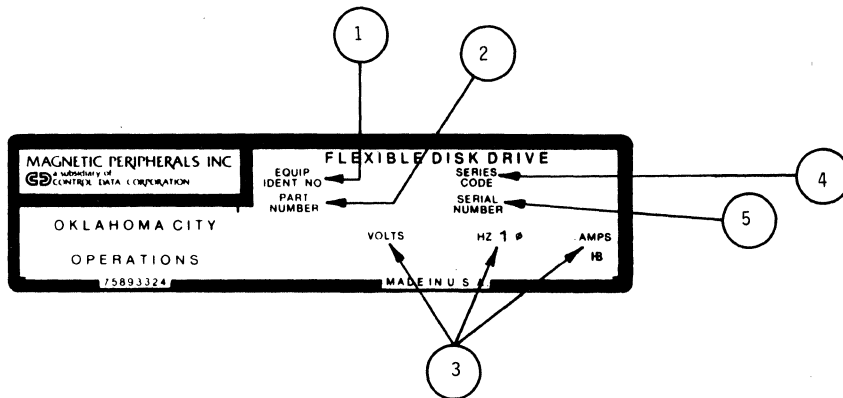 1
2
MAGNETIC PERIPHERALS INC
a subsidiary of
CONTROL DATA CORPORATION
FLEXIBLE DISK DRIVE
EQUIP
IDENT NO
SERIES
CODE
4
PART
NUMBER
SERIAL
NUMBER
5
OKLAHOMA CITY
OPERATIONS
VOLTS
HZ 1 ø
AMPS
HB
75893324
MADE IN U S A.
3